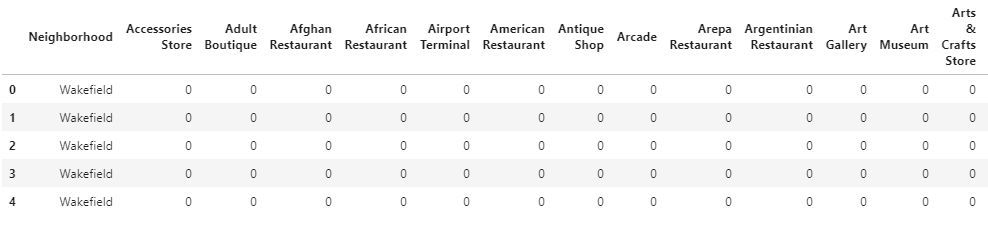 Neighborhood Accessories Store Adult Boutique Afghan Restaurant African Restaurant Airport Terminal American Restaurant Antique Shop Arcade Arepa Restaurant Argentinian Restaurant Art Gallery Art Museum Arts & Crafts Store
0 Wakefield 0 0 0 0 0 0 0 0 0 0 0 0 0
1 Wakefield 0 0 0 0 0 0 0 0 0 0 0 0 0
2 Wakefield 0 0 0 0 0 0 0 0 0 0 0 0 0
3 Wakefield 0 0 0 0 0 0 0 0 0 0 0 0 0
4 Wakefield 0 0 0 0 0 0 0 0 0 0 0 0 0